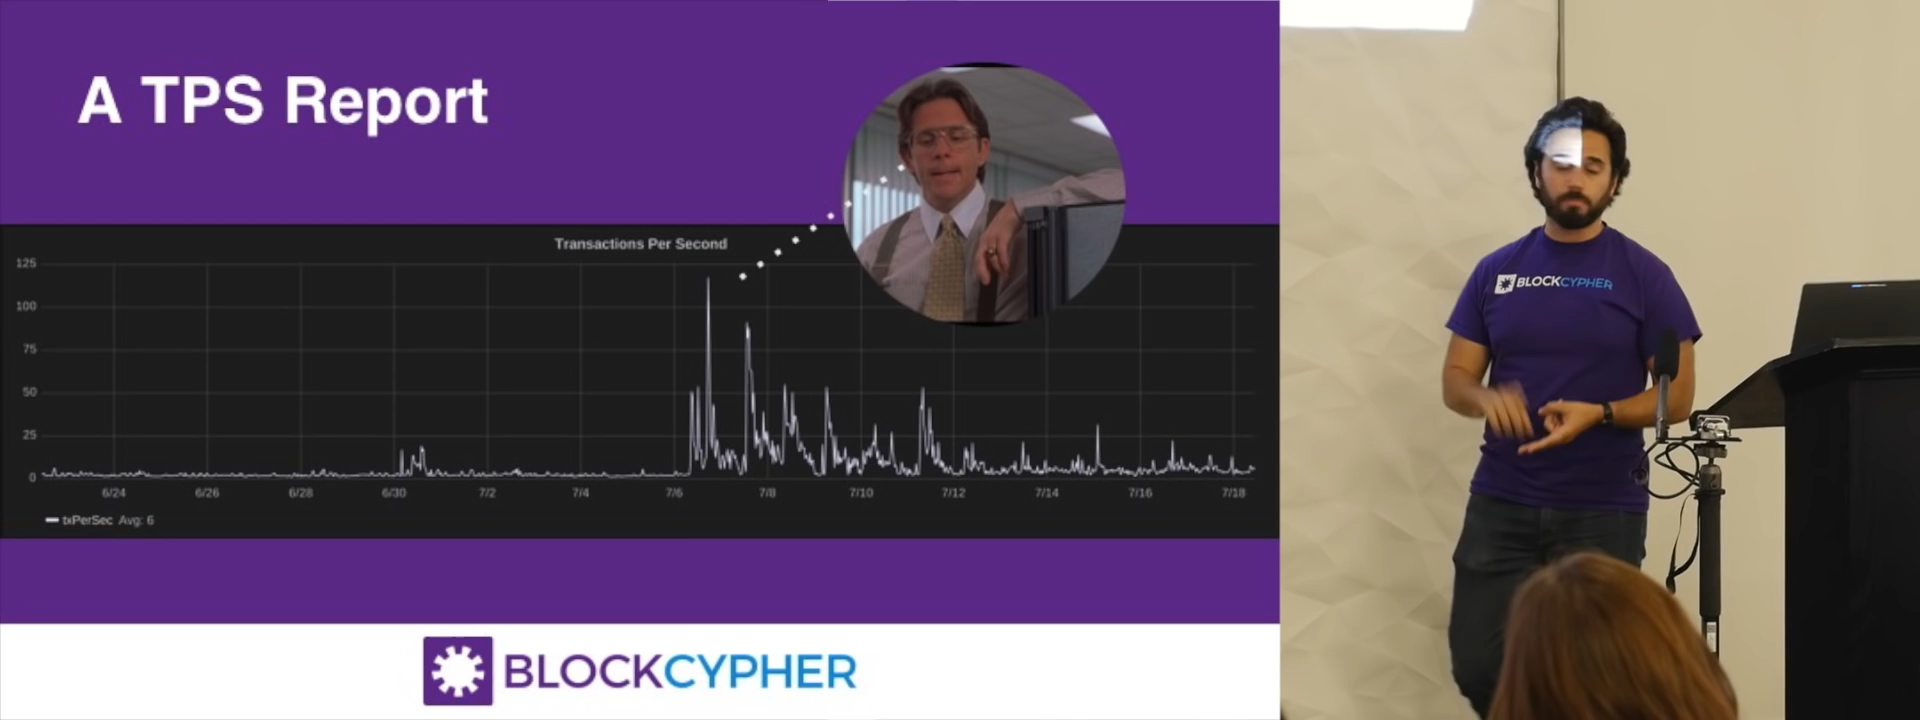 A TPS Report
Transactions Per Second
125
100
75
50
25
0
6/24 6/26 6/28 6/30 7/2 7/4 7/6 7/8 7/10 7/12 7/14 7/16 7/18
txPerSec Avg: 6
BLOCKCYPHER
BLOCKCYPHER